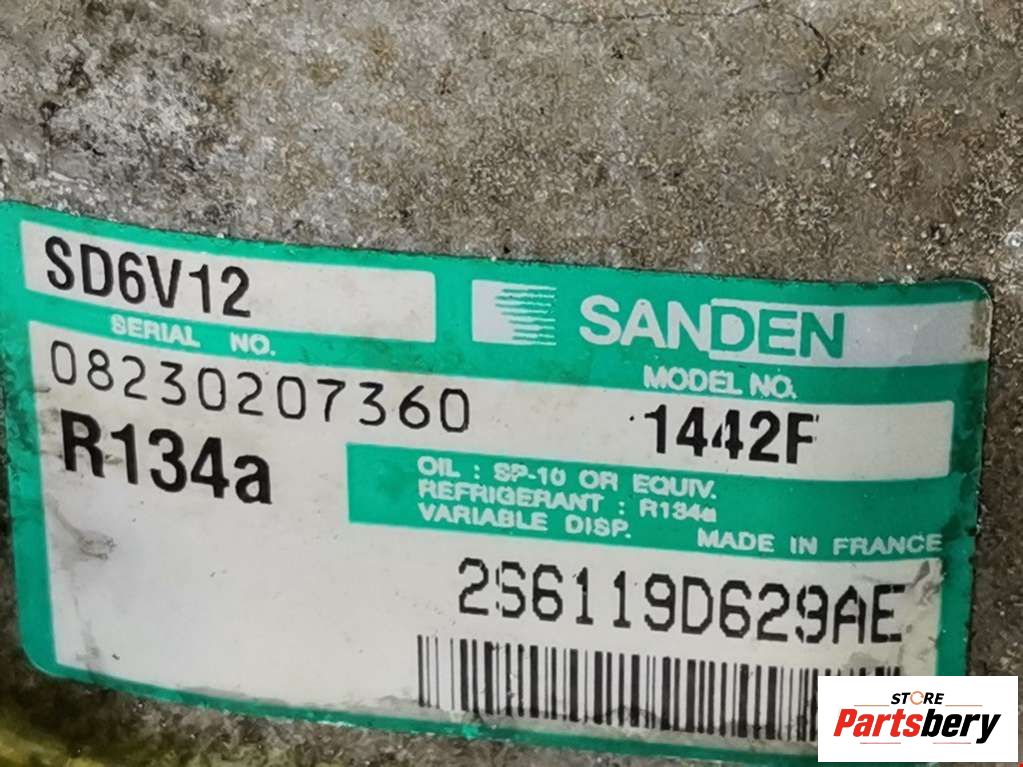 SD6V12
SANDEN
SERIAL NO.
MODEL NO.
08230207360
1442F
R134a
OIL : SP-10 OR EQUIV.
REFRIGERANT : R134a
VARIABLE DISP.
MADE IN FRANCE
2S6119D629AE
STORE
Partsbery